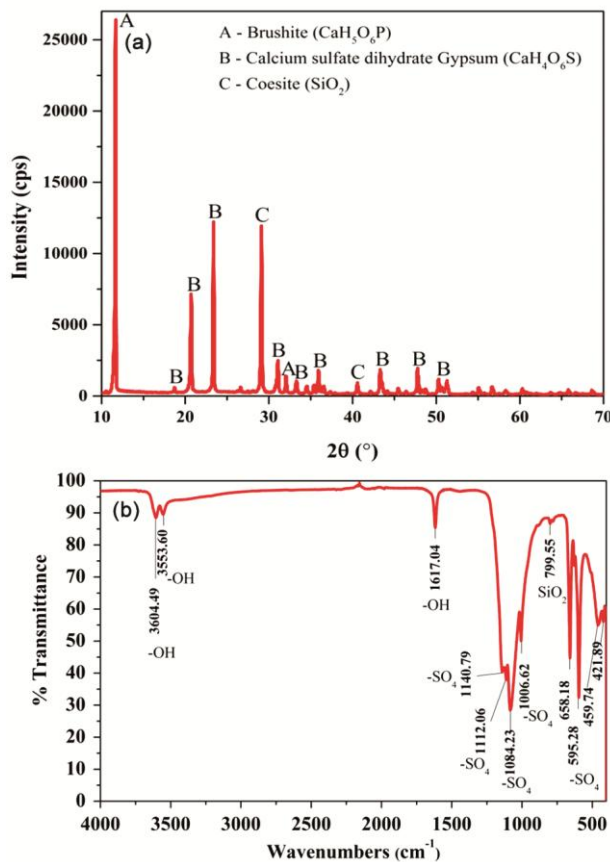 (a)
A - Brushite (CaH₅O₆P)
B - Calcium sulfate dihydrate Gypsum (CaH₄O₆S)
C - Coesite (SiO₂)
Intensity (cps)
25000
20000
15000
10000
5000
0
A
B
B
B
C
B
A
B
B
C
B
B
B
10 20 30 40 50 60 70
2θ (°)
(b)
% Transmittance
100
90
80
70
60
50
40
30
20
10
0
3604.49
-OH
3553.60
-OH
1617.04
-OH
1140.79
-SO₄
1112.06
-SO₄
1084.23
-SO₄
1006.62
-SO₄
799.55
SiO₂
658.18
595.28
-SO₄
459.74
421.89
4000 3500 3000 2500 2000 1500 1000 500
Wavenumbers (cm⁻¹)